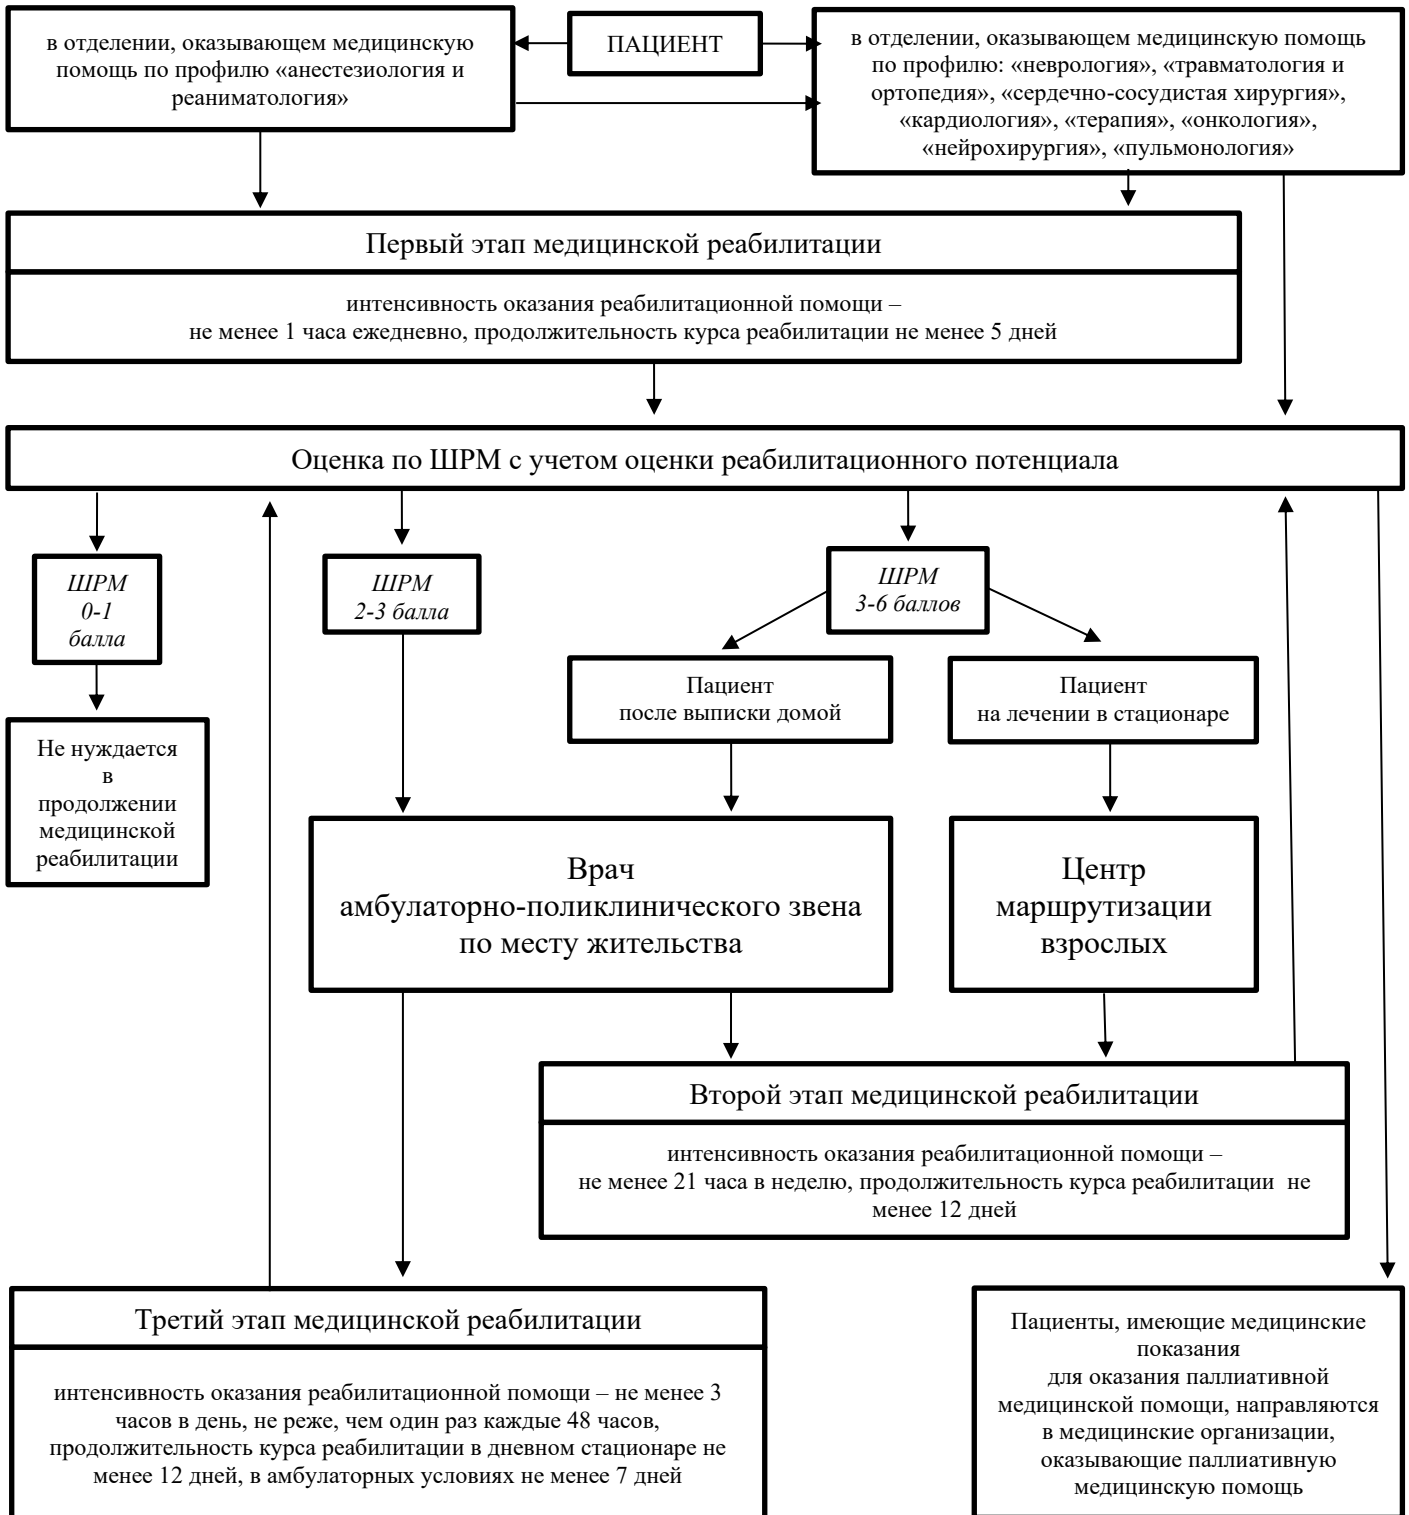 в отделении, оказывающем медицинскую
помощь по профилю «анестезиология и
реаниматология»
ПАЦИЕНТ
в отделении, оказывающем медицинскую помощь
по профилю: «неврология», «травматология и
ортопедия», «сердечно-сосудистая хирургия»,
«кардиология», «терапия», «онкология»,
«нейрохирургия», «пульмонология»
Первый этап медицинской реабилитации
интенсивность оказания реабилитационной помощи –
не менее 1 часа ежедневно, продолжительность курса реабилитации не менее 5 дней
Оценка по ШРМ с учетом оценки реабилитационного потенциала
ШРМ
0-1
балла
ШРМ
2-3 балла
ШРМ
3-6 баллов
Пациент
после выписки домой
Пациент
на лечении в стационаре
Не нуждается
в
продолжении
медицинской
реабилитации
Врач
амбулаторно-поликлинического звена
по месту жительства
Центр
маршрутизации
взрослых
Второй этап медицинской реабилитации
интенсивность оказания реабилитационной помощи –
не менее 21 часа в неделю, продолжительность курса реабилитации не
менее 12 дней
Третий этап медицинской реабилитации
интенсивность оказания реабилитационной помощи – не менее 3
часов в день, не реже, чем один раз каждые 48 часов,
продолжительность курса реабилитации в дневном стационаре не
менее 12 дней, в амбулаторных условиях не менее 7 дней
Пациенты, имеющие медицинские
показания
для оказания паллиативной
медицинской помощи, направляются
в медицинские организации,
оказывающие паллиативную
медицинскую помощь